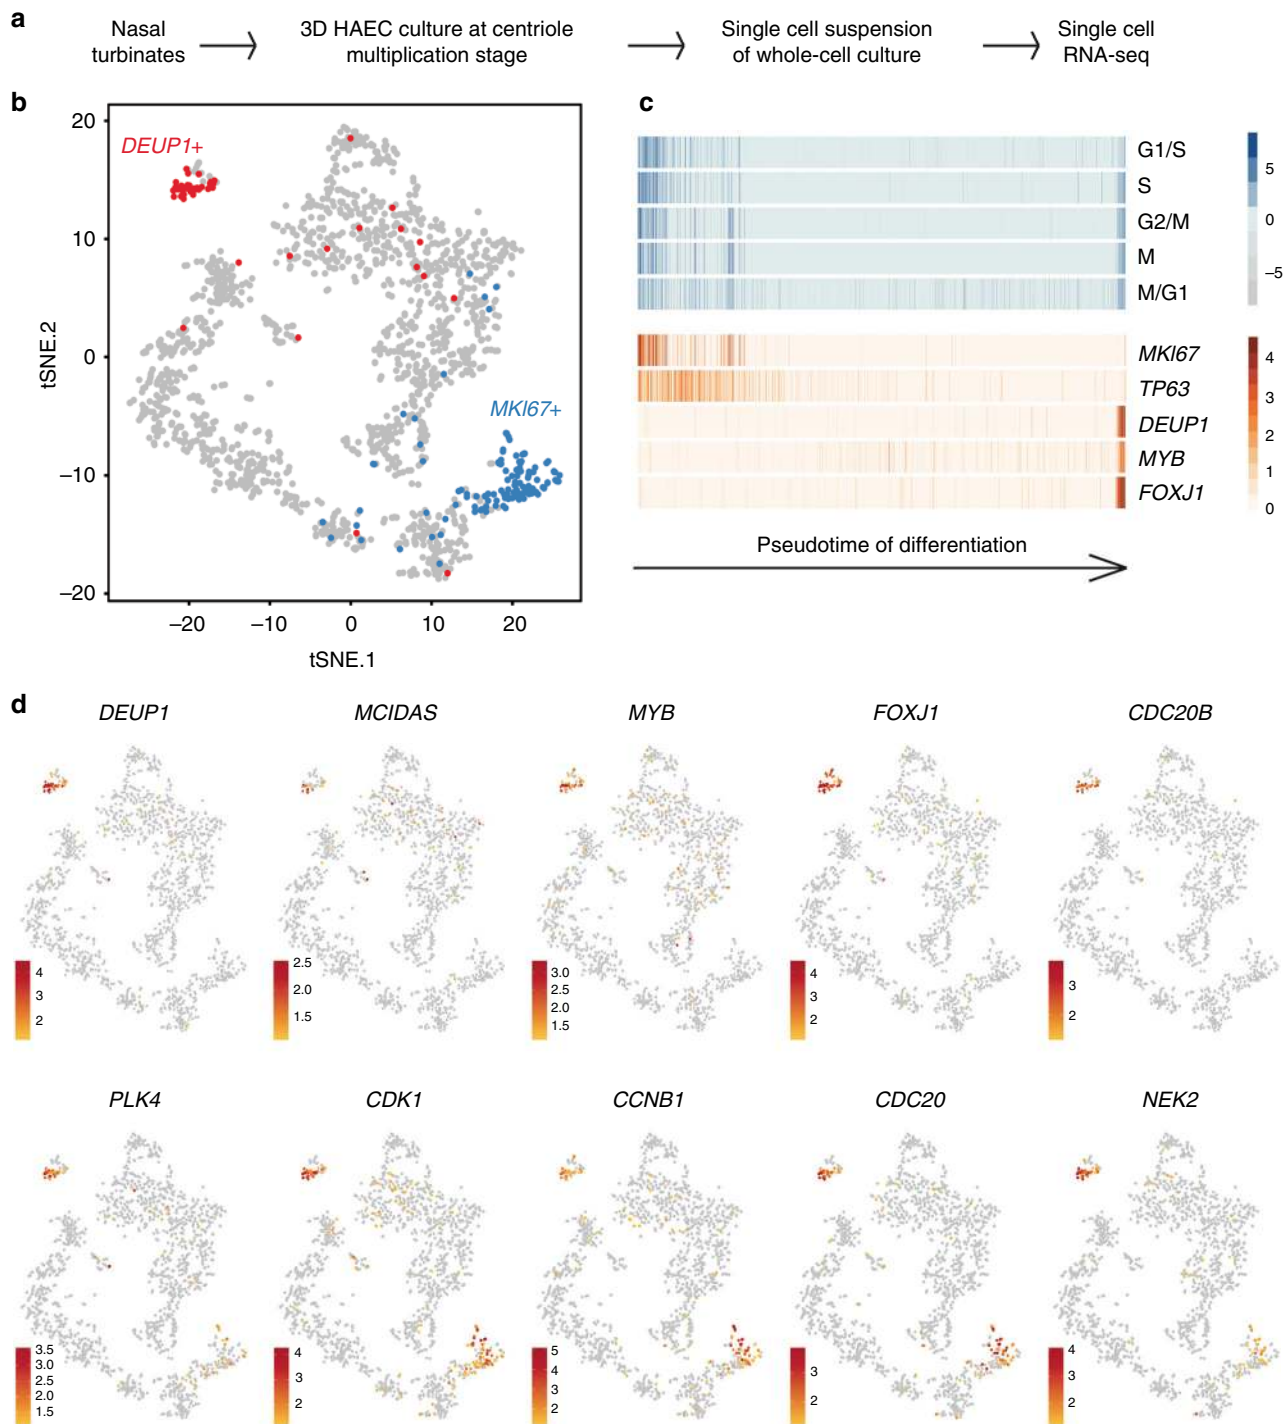 a
Nasal
turbinates
3D HAEC culture at centriole
multiplication stage
Single cell suspension
of whole-cell culture
Single cell
RNA-seq
b
DEUP1+
MKI67+
20
10
0
–10
–20
–20
–10
0
10
20
tSNE.2
tSNE.1
c
G1/S
S
G2/M
M
M/G1
5
0
–5
MKI67
TP63
DEUP1
MYB
FOXJ1
4
3
2
1
0
Pseudotime of differentiation
d
DEUP1
MCIDAS
MYB
FOXJ1
CDC20B
4
3
2
2.5
2.0
1.5
3.0
2.5
2.0
1.5
4
3
2
3
2
PLK4
CDK1
CCNB1
CDC20
NEK2
3.5
3.0
2.5
2.0
1.5
4
3
2
5
4
3
2
3
2
4
3
2